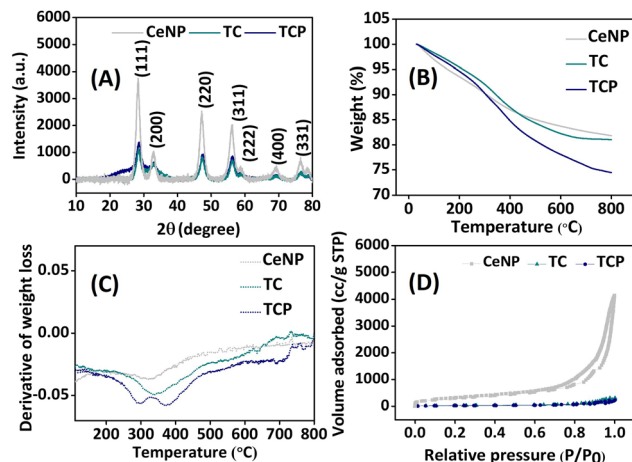 6000
5000
4000
3000
2000
1000
0
Intensity (a.u.)
CeNP TC TCP
(A)
(111)
(200)
(220)
(311)
(222)
(400)
(331)
10 20 30 40 50 60 70 80
2θ (degree)
100
95
90
85
80
75
70
Weight (%)
(B)
CeNP
TC
TCP
0 200 400 600 800
Temperature (°C)
0.05
0.00
-0.05
Derivative of weight loss
(C)
CeNP
TC
TCP
200 300 400 500 600 700 800
Temperature (°C)
6000
5000
4000
3000
2000
1000
0
Volume adsorbed (cc/g STP)
CeNP TC TCP
(D)
0.0 0.2 0.4 0.6 0.8 1.0
Relative pressure (P/P0)